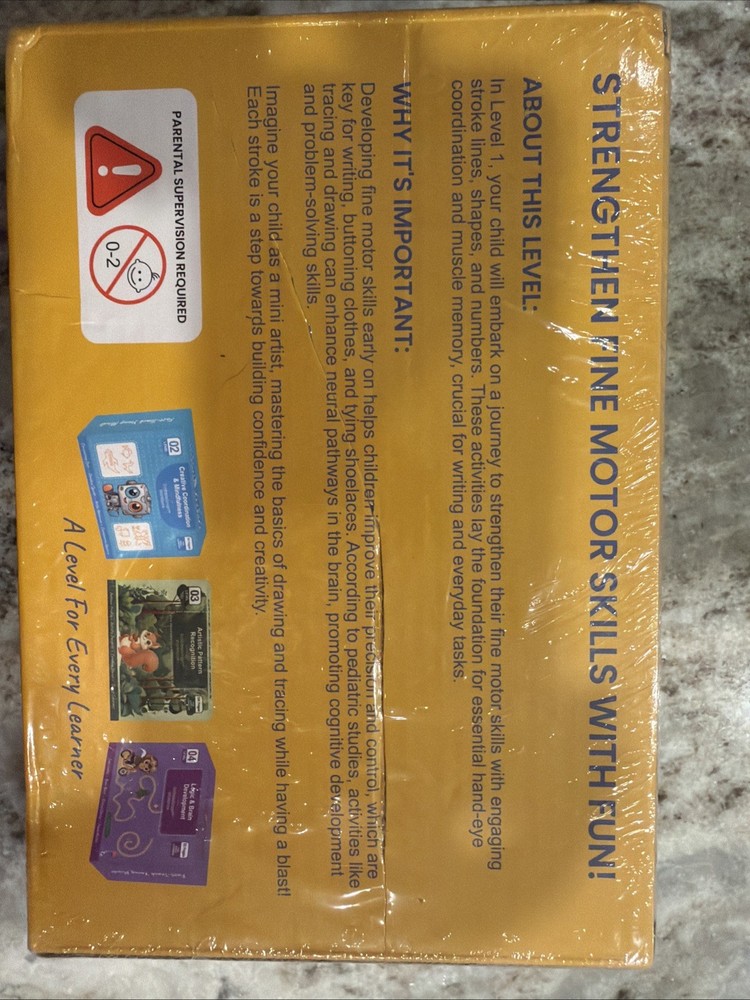 STRENGTHEN FINE MOTOR SKILLS WITH FUN!
ABOUT THIS LEVEL:
In Level 1, your child will embark on a journey to strengthen their fine motor skills with engaging
stroke lines, shapes, and numbers. These activities lay the foundation for essential hand-eye
coordination and muscle memory, crucial for writing and everyday tasks.
WHY IT'S IMPORTANT:
Developing fine motor skills early on helps children improve their precision and control, which are
key for writing, buttoning clothes, and tying shoelaces. According to pediatric studies, activities like
tracing and drawing can enhance neural pathways in the brain, promoting cognitive development
and problem-solving skills.
Imagine your child as a mini artist, mastering the basics of drawing and tracing while having a blast!
Each stroke is a step towards building confidence and creativity.
PARENTAL SUPERVISION REQUIRED
0-2
02
Creative Coordination
& Mindfulness
03
Artistic Pattern
Recognition
04
Logic & Brain
Development
A Level For Every Learner